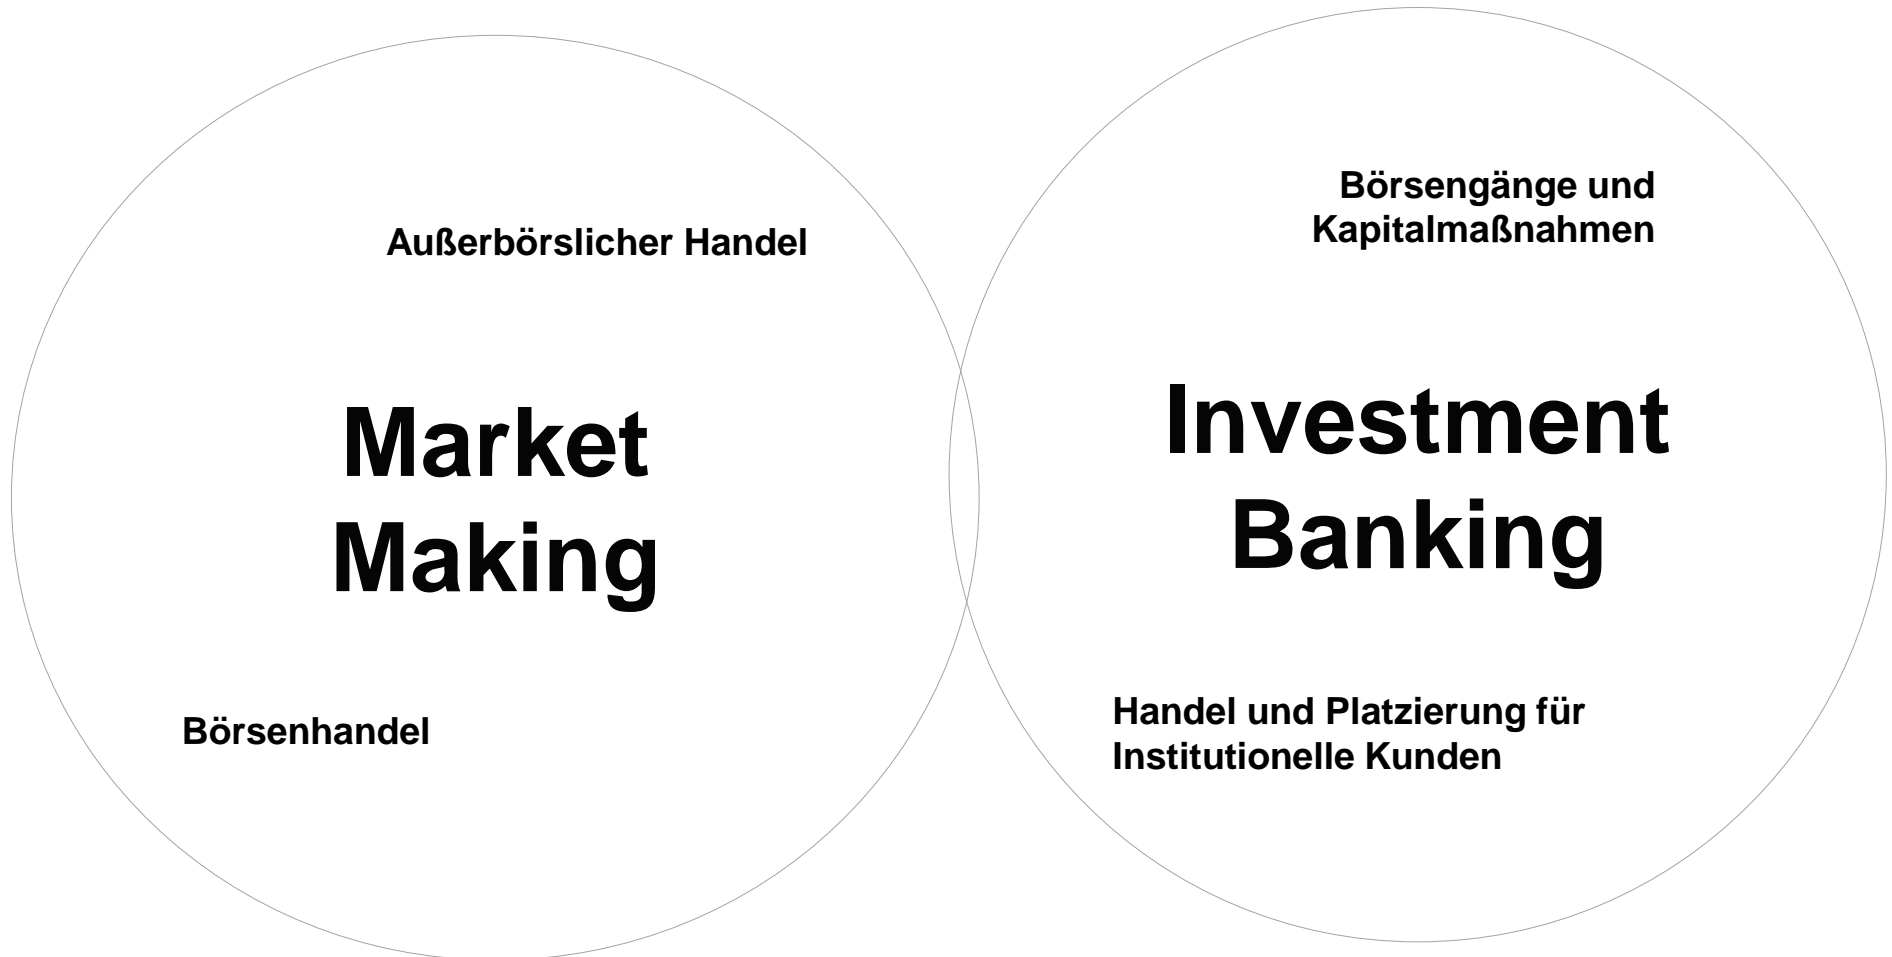 Außerbörslicher Handel
Market
Making
Börsenhandel
Börsengänge und
Kapitalmaßnahmen
Investment
Banking
Handel und Platzierung für
Institutionelle Kunden